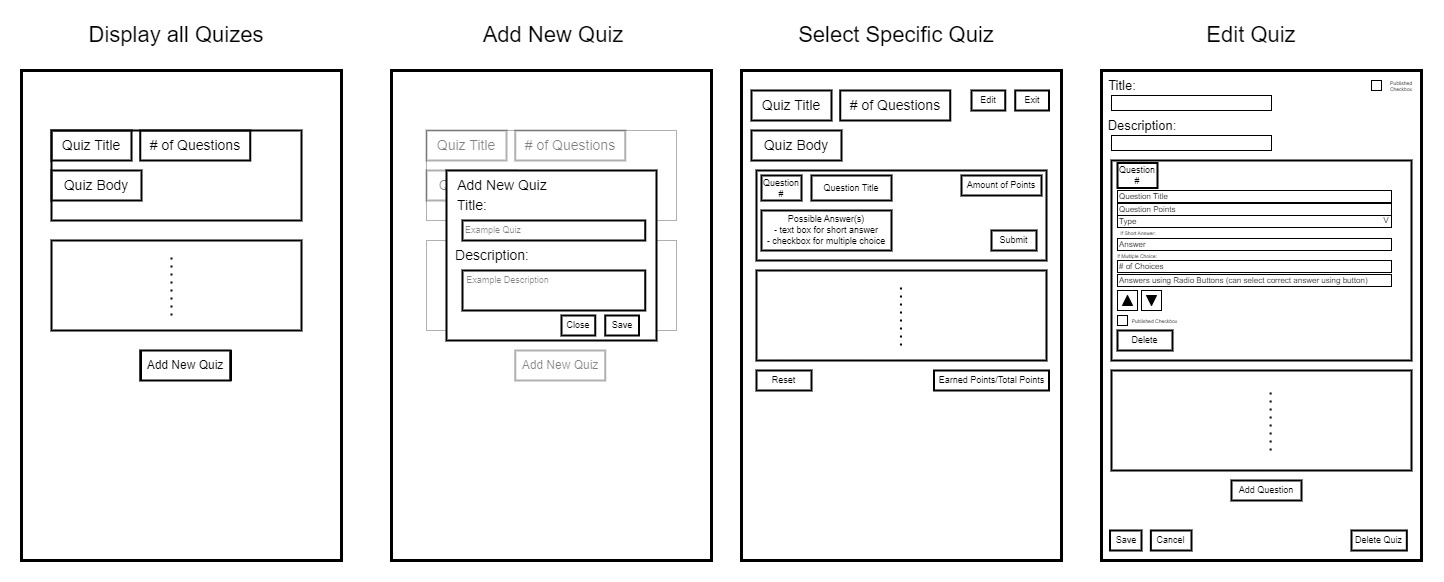 Display all Quizes
Quiz Title
# of Questions
Quiz Body
Add New Quiz
Add New Quiz
Quiz Title
# of Questions
Q
Add New Quiz
Title:
Example Quiz
Description:
Example Description
Close
Save
Add New Quiz
Select Specific Quiz
Quiz Title
# of Questions
Edit
Exit
Quiz Body
Question
#
Question Title
Amount of Points
Possible Answer(s)
- text box for short answer
- checkbox for multiple choice
Submit
Reset
Earned Points/Total Points
Edit Quiz
Title:
Published
Checkbox
Description:
Question
#
Question Title
Question Points
Type
V
If Short Answer:
Answer
If Multiple Choice:
# of Choices
Answers using Radio Buttons (can select correct answer using button)
Published Checkbox
Delete
Add Question
Save
Cancel
Delete Quiz